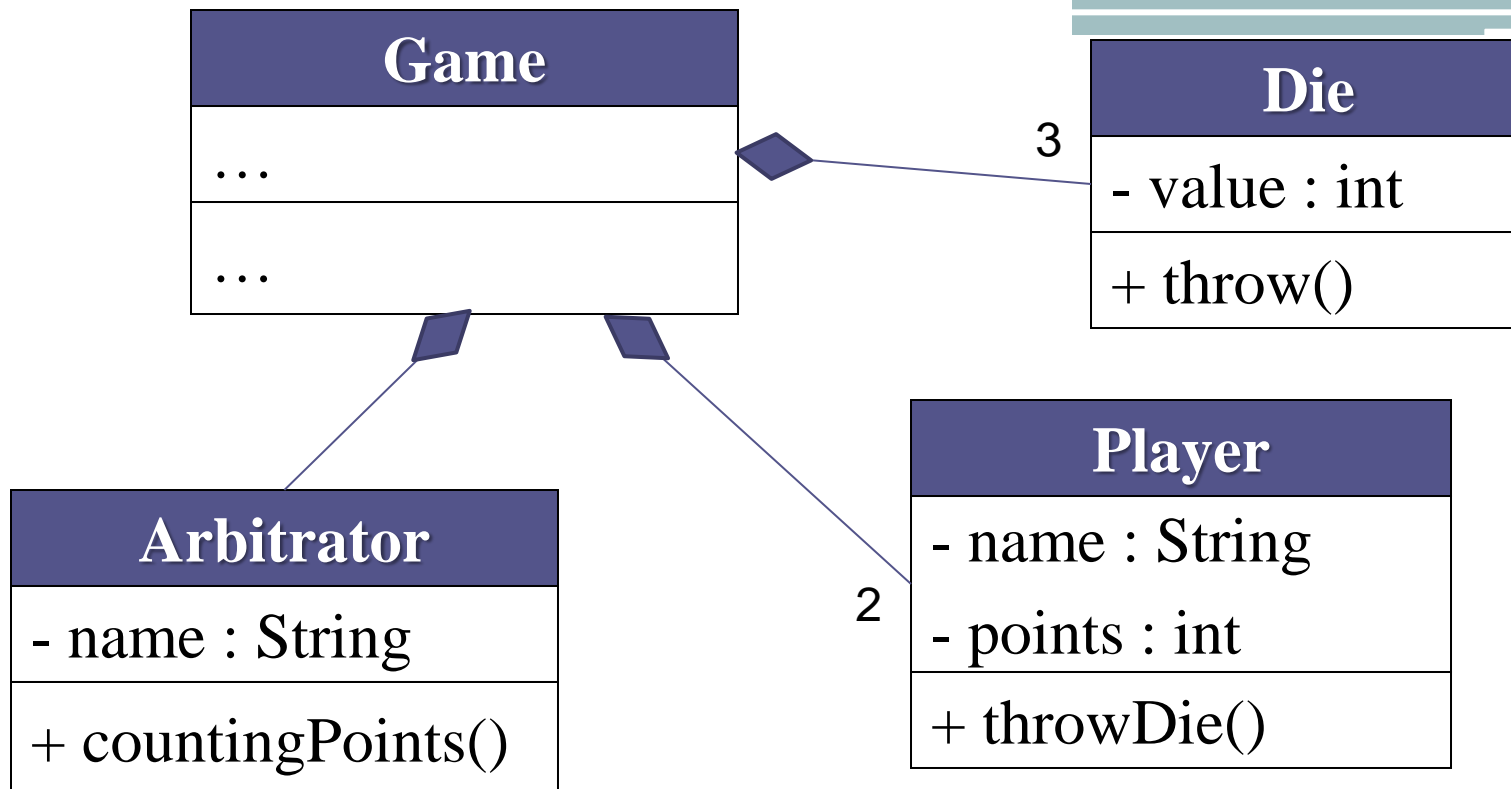 Game
…
…
3
Die
- value : int
+ throw()
Arbitrator
- name : String
+ countingPoints()
2
Player
- name : String
- points : int
+ throwDie()